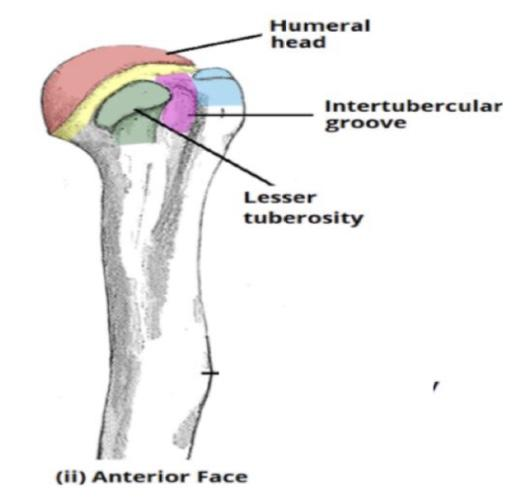 Humeral
head
Intertubercular
groove
Lesser
tuberosity
(ii) Anterior Face